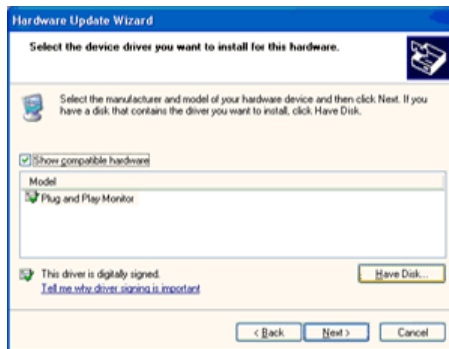 Hardware Update Wizard
Select the device driver you want to install for this hardware.
Select the manufacturer and model of your hardware device and then click Next. If you
have a disk that contains the driver you want to install, click Have Disk.
Show compatible hardware
Model
Plug and Play Monitor
This driver is digitally signed.
Have Disk...
Tell me why driver signing is important
< Back
Next >
Cancel